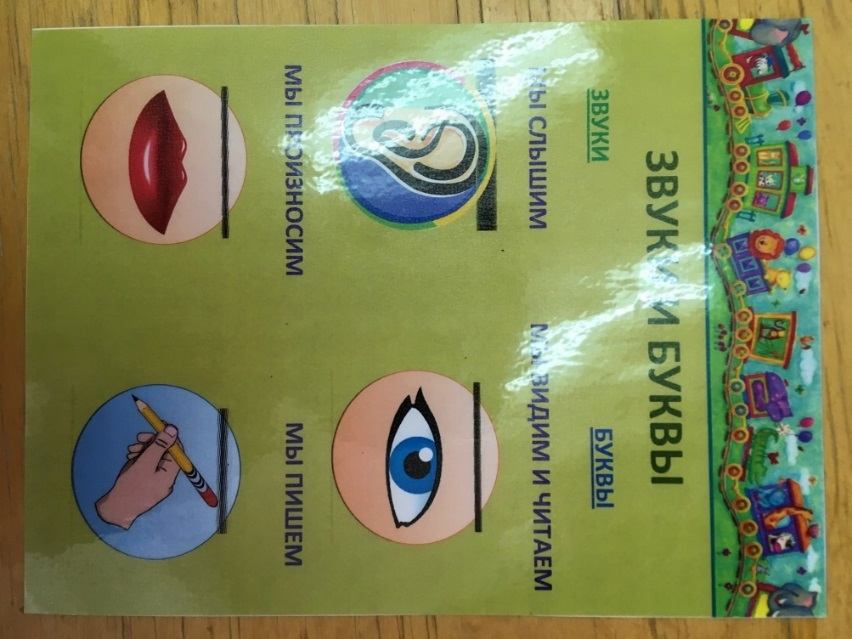 ЗВУКИ И БУКВЫ
ЗВУКИ
БУКВЫ
МЫ СЛЫШИМ
МЫ ВИДИМ И ЧИТАЕМ
МЫ ПРОИЗНОСИМ
МЫ ПИШЕМ